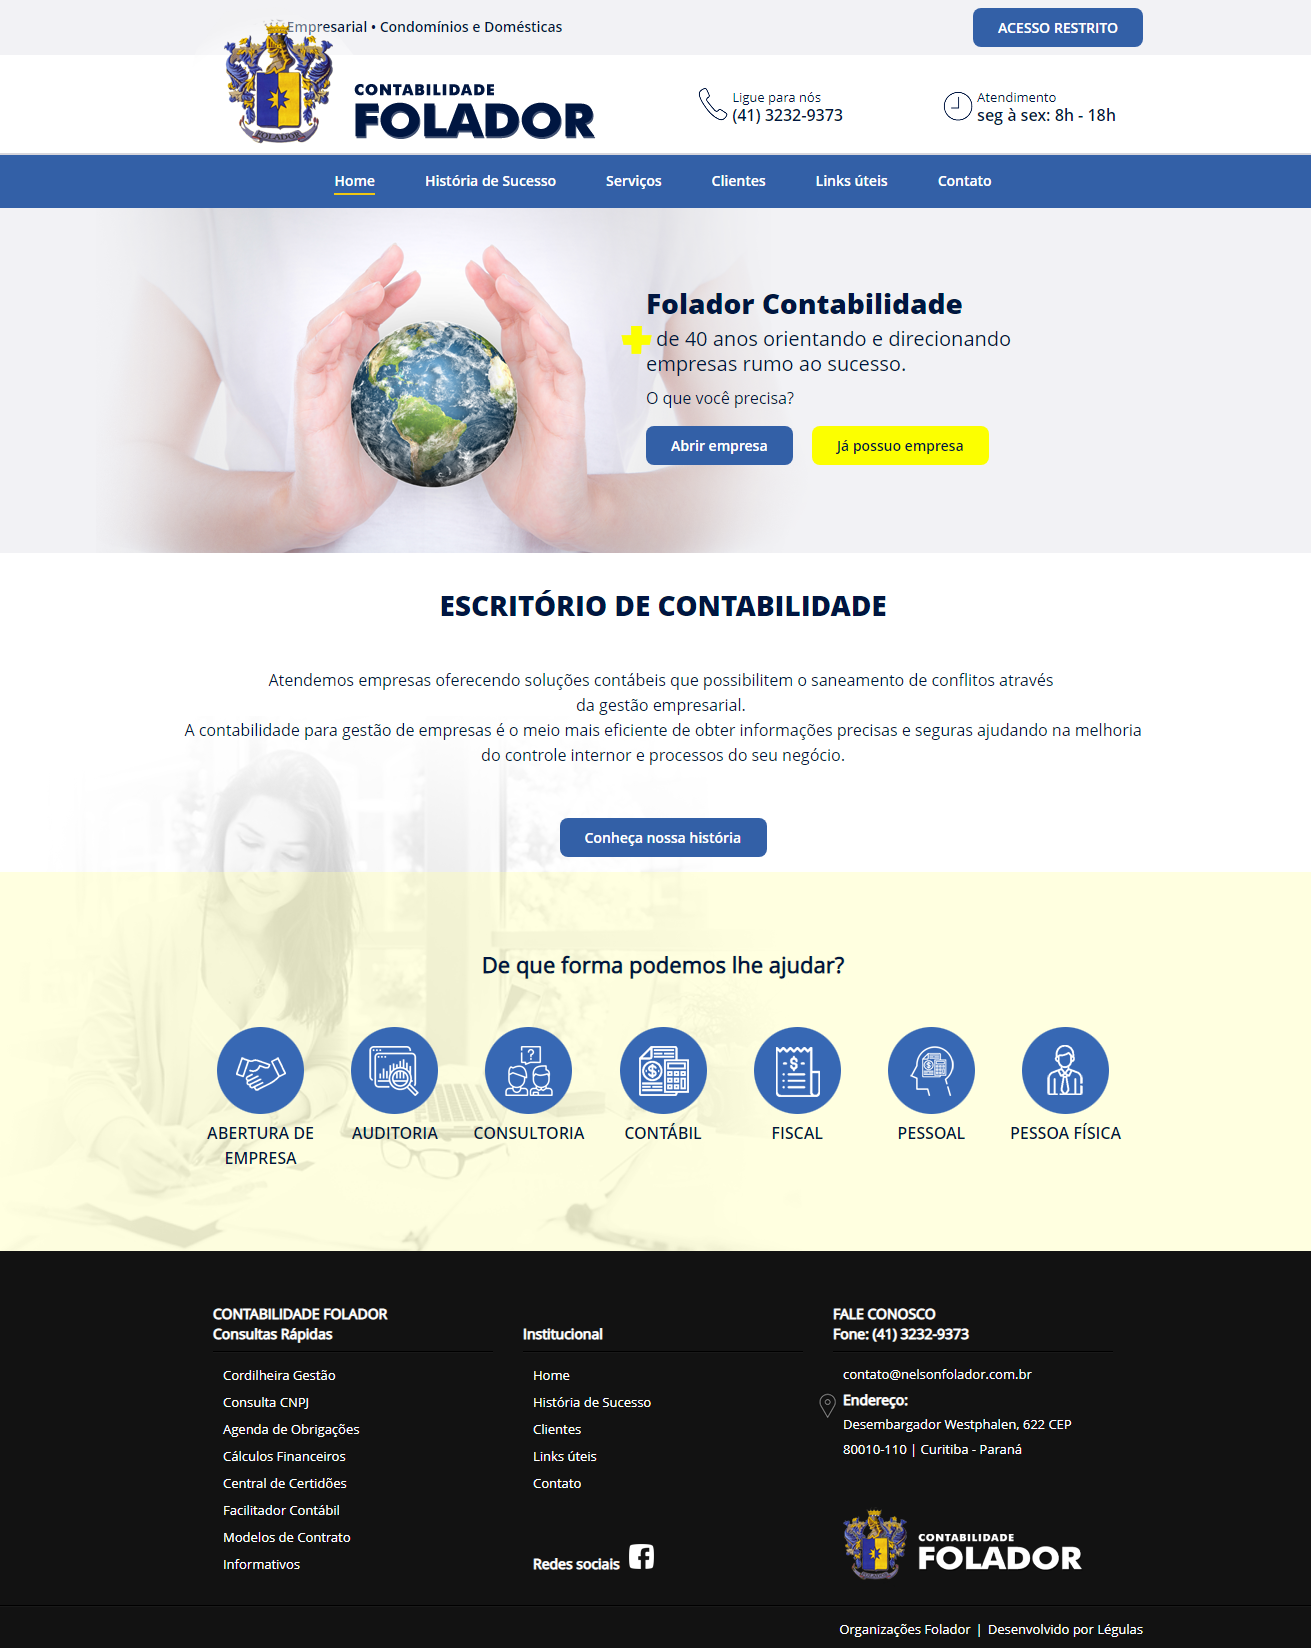 Empresarial • Condomínios e Domésticas
ACESSO RESTRITO
FOLADOR
CONTABILIDADE
FOLADOR
Ligue para nós
(41) 3232-9373
Atendimento
seg à sex: 8h - 18h
Home
História de Sucesso
Serviços
Clientes
Links úteis
Contato
Folador Contabilidade
de 40 anos orientando e direcionando
empresas rumo ao sucesso.
O que você precisa?
Abrir empresa
Já possuo empresa
ESCRITÓRIO DE CONTABILIDADE
Atendemos empresas oferecendo soluções contábeis que possibilitem o saneamento de conflitos através
da gestão empresarial.
A contabilidade para gestão de empresas é o meio mais eficiente de obter informações precisas e seguras ajudando na melhoria
do controle internor e processos do seu negócio.
Conheça nossa história
De que forma podemos lhe ajudar?
ABERTURA DE
EMPRESA
AUDITORIA
CONSULTORIA
CONTÁBIL
FISCAL
PESSOAL
PESSOA FÍSICA
CONTABILIDADE FOLADOR
Consultas Rápidas
Cordilheira Gestão
Consulta CNPJ
Agenda de Obrigações
Cálculos Financeiros
Central de Certidões
Facilitador Contábil
Modelos de Contrato
Informativos
Institucional
Home
História de Sucesso
Clientes
Links úteis
Contato
Redes sociais
FALE CONOSCO
Fone: (41) 3232-9373
contato@nelsonfolador.com.br
Endereço:
Desembargador Westphalen, 622 CEP
80010-110 | Curitiba - Paraná
CONTABILIDADE
FOLADOR
Organizações Folador | Desenvolvido por Légulas